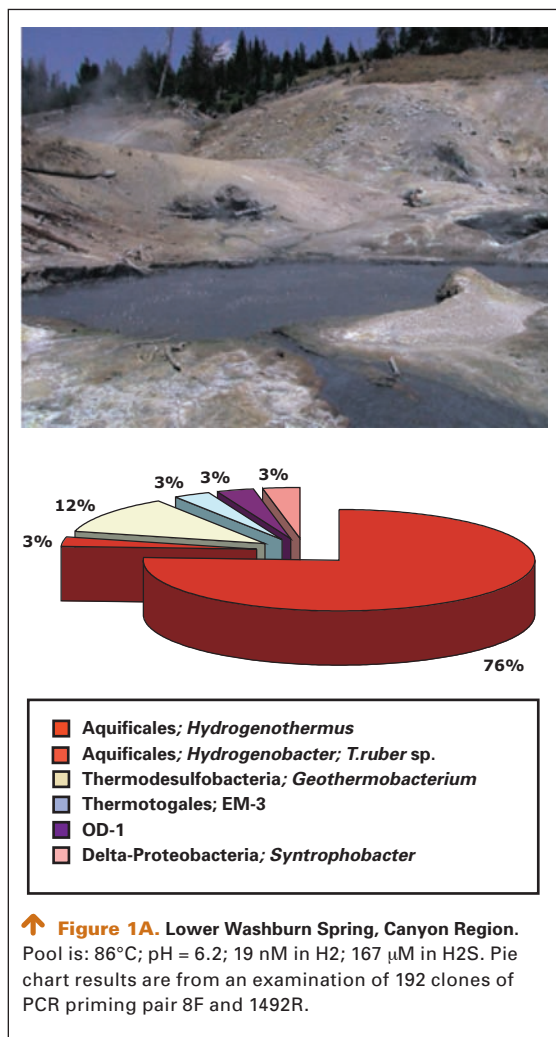 3% 3% 3%
12%
3%
76%
Aquificales; Hydrogenothermus
Aquificales; Hydrogenobacter; T.ruber sp.
Thermodesulfobacteria; Geothermobacterium
Thermotogales; EM-3
OD-1
Delta-Proteobacteria; Syntrophobacter
Figure 1A. Lower Washburn Spring, Canyon Region.
Pool is: 86°C; pH = 6.2; 19 nM in H2; 167 μM in H2S. Pie
chart results are from an examination of 192 clones of
PCR priming pair 8F and 1492R.